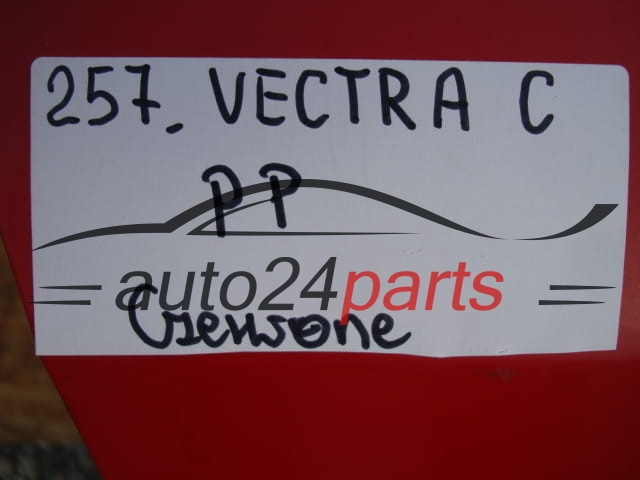 257. VECTRA C
PP
auto24parts
Czerwone